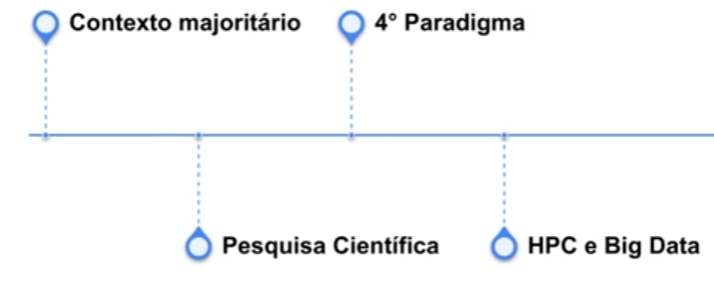 Contexto majoritário
4° Paradigma
Pesquisa Científica
HPC e Big Data